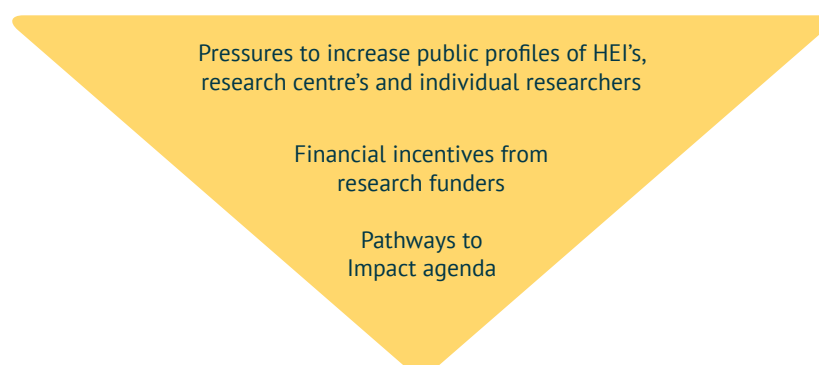 Pressures to increase public profiles of HEI’s,
research centre’s and individual researchers
Financial incentives from
research funders
Pathways to
Impact agenda